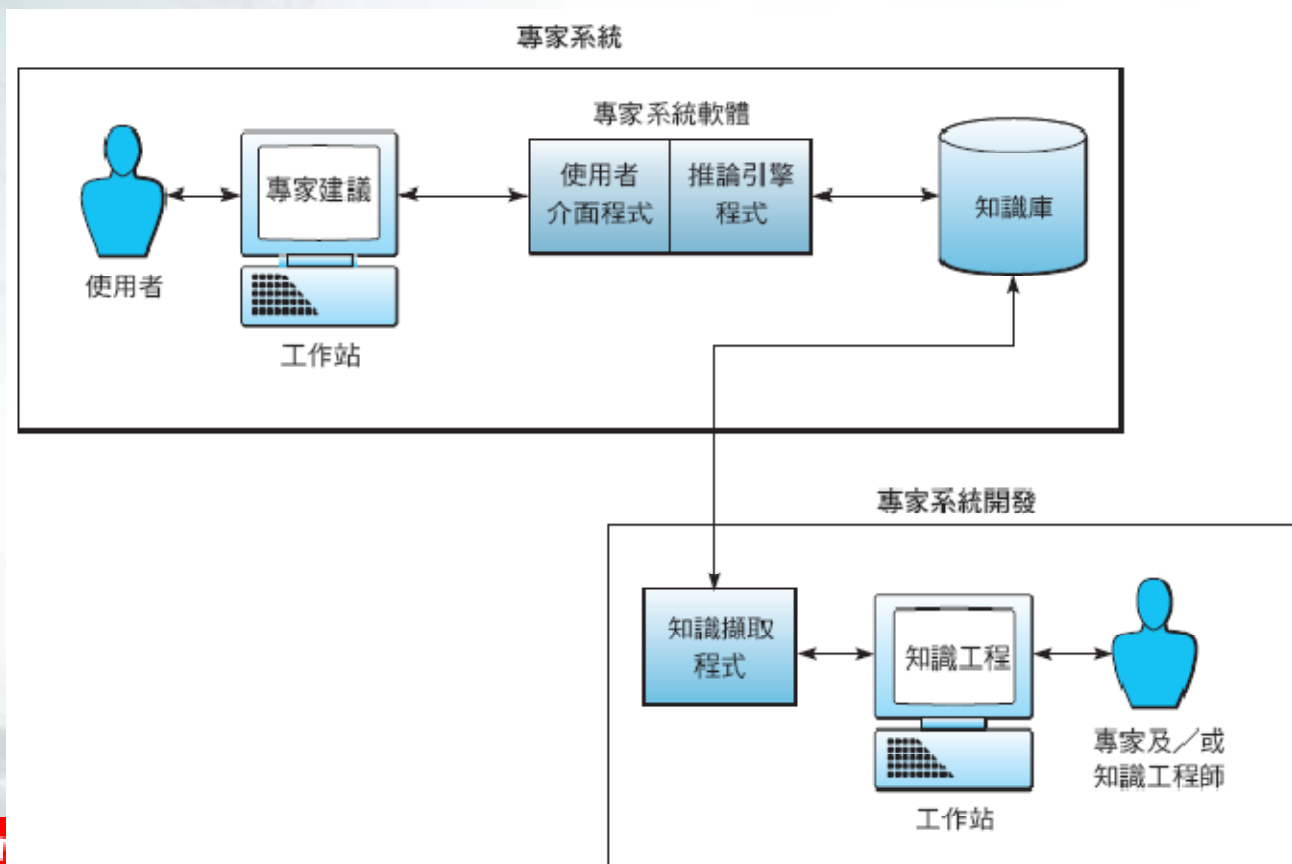 專家系統
專家系統軟體
專家建議
使用者
介面程式
推論引擎
程式
知識庫
使用者
工作站
專家系統開發
知識擷取
程式
知識工程
專家及／或
知識工程師
工作站